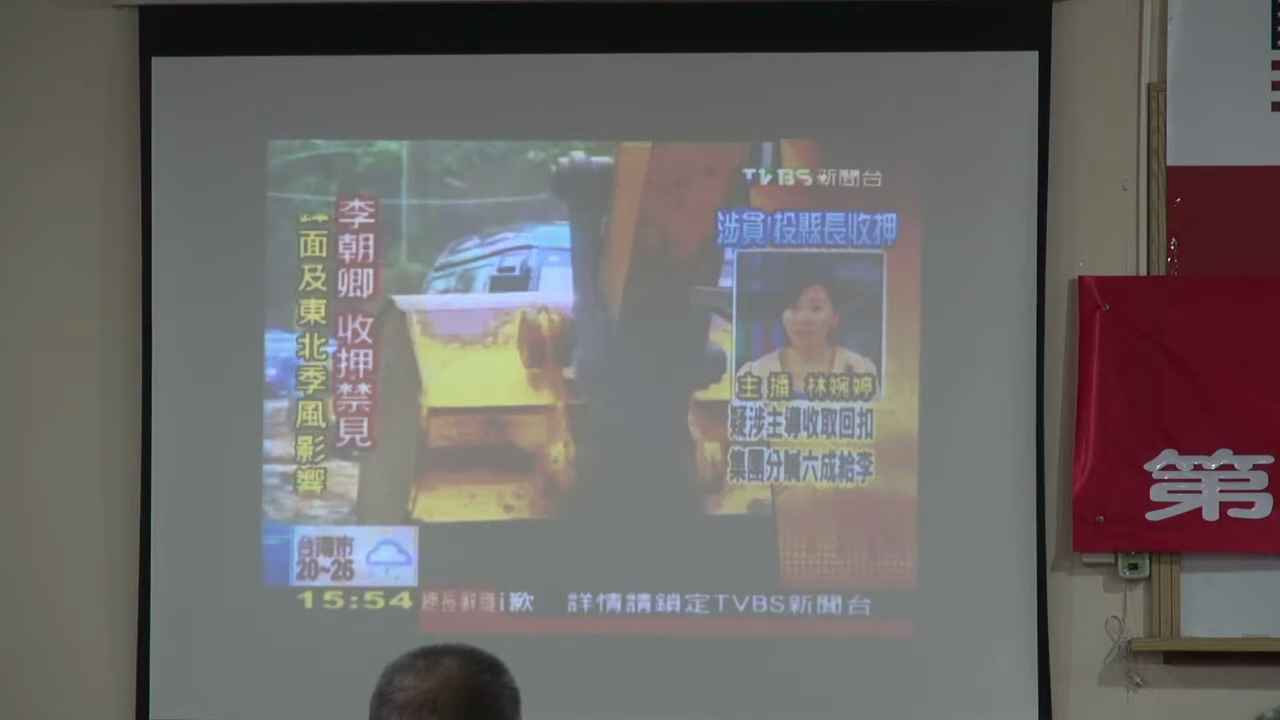 TVBS新聞台
涉貪!投縣長收押
李朝卿 收押禁見
鋒面及東北季風影響
主播 林婉婷
疑涉主導收取回扣
集團分贓六成給李
台南市
20~26
15:54
詳情請鎖定TVBS新聞台
第